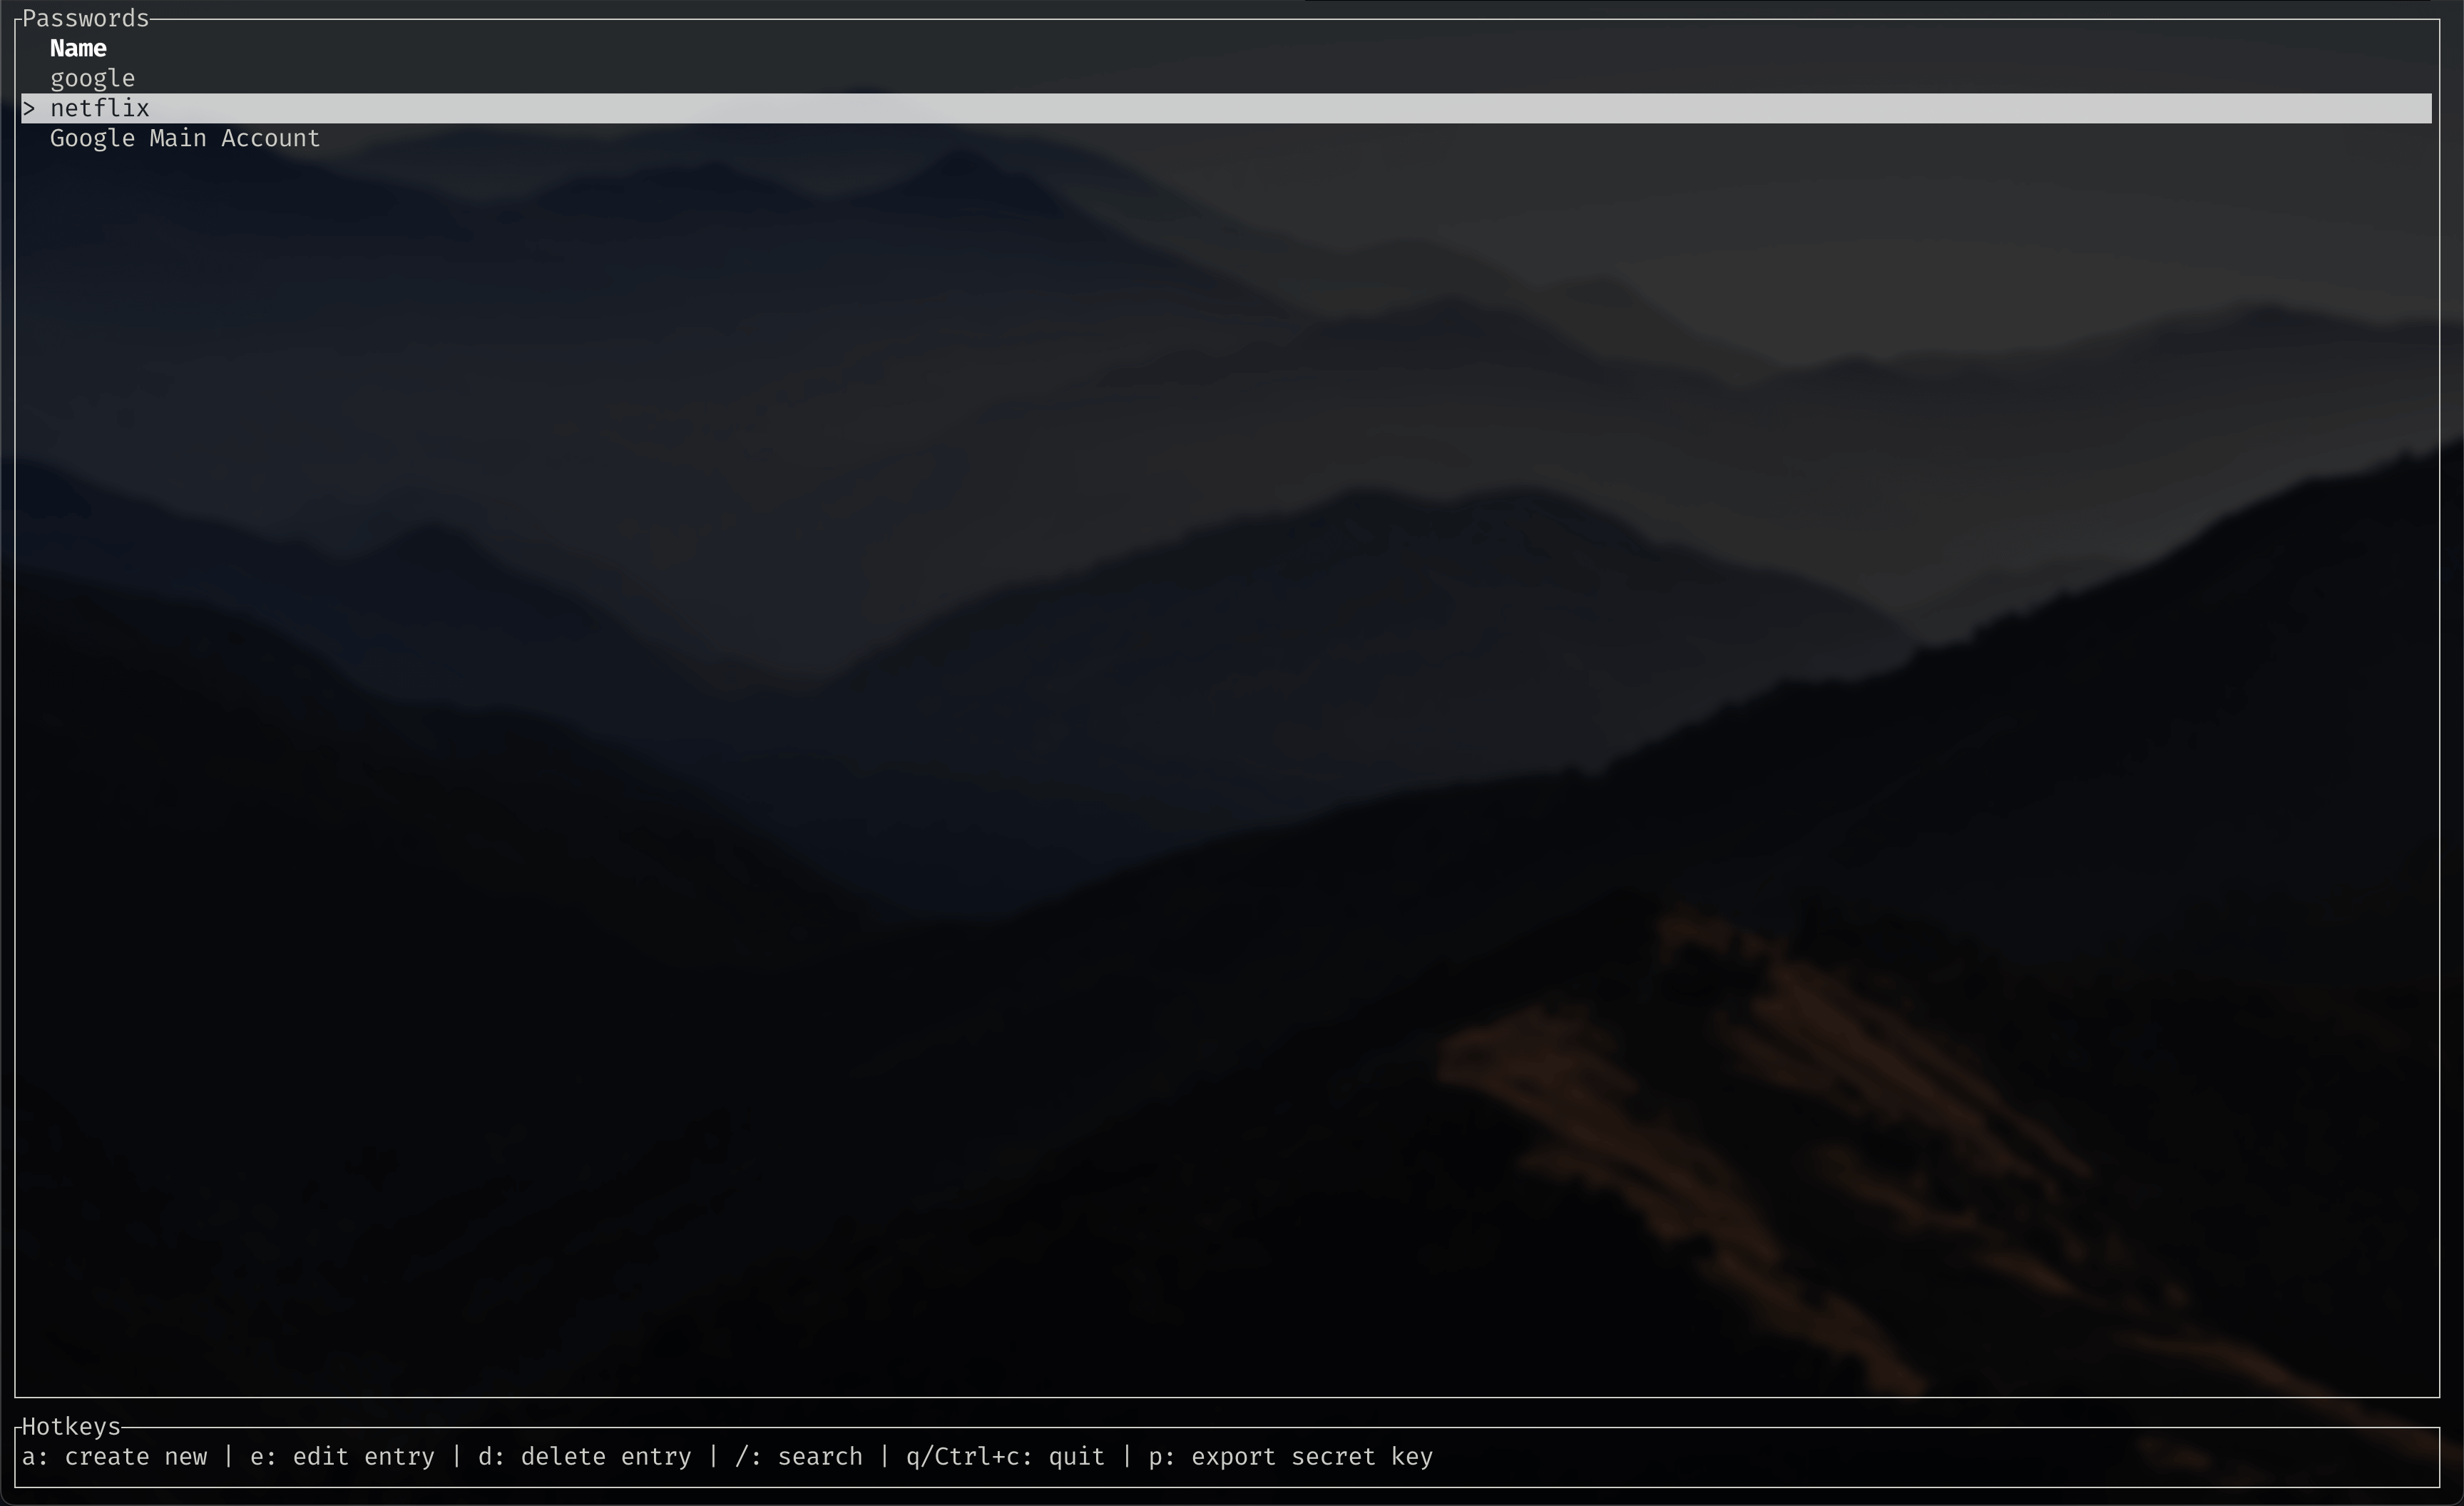 Passwords
Name
google
> netflix
Google Main Account
Hotkeys
a: create new | e: edit entry | d: delete entry | /: search | q/Ctrl+c: quit | p: export secret key